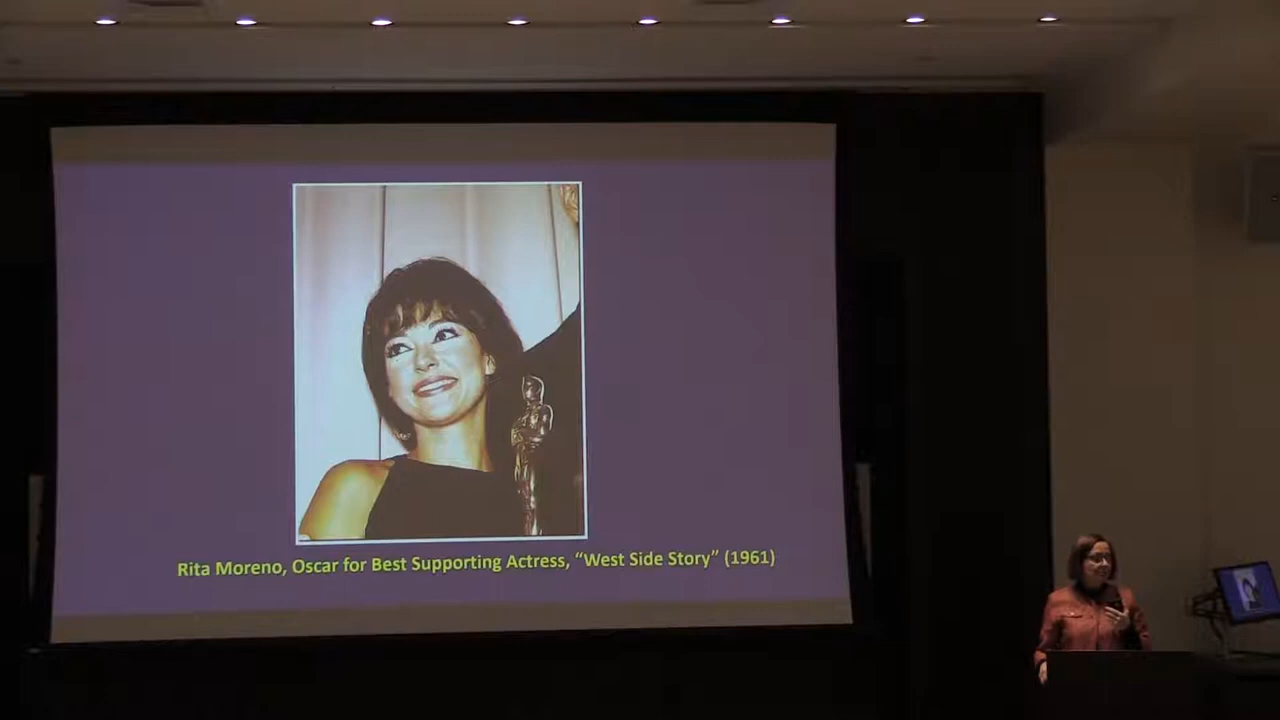 Rita Moreno, Oscar for Best Supporting Actress, “West Side Story” (1961)